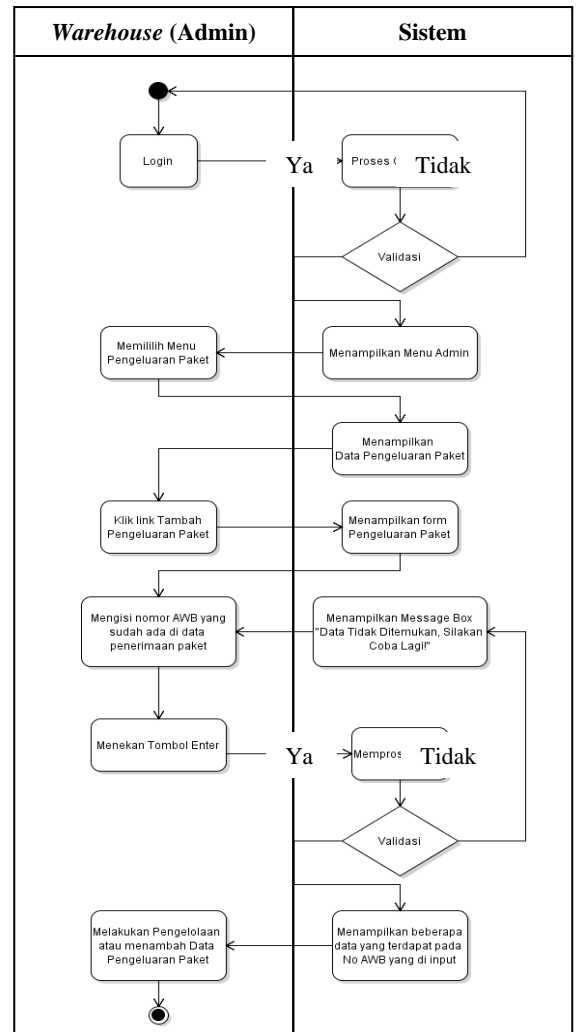 Warehouse (Admin)
Sistem
Login
Ya
Proses
Tidak
Validasi
Memililih Menu
Pengeluaran Paket
Menampilkan Menu Admin
Menampilkan
Data Pengeluaran Paket
Klik link Tambah
Pengeluaran Paket
Menampilkan form
Pengeluaran Paket
Mengisi nomor AWB yang
sudah ada di data
penerimaan paket
Menampilkan Message Box
"Data Tidak Ditemukan, Silakan
Coba Lagi!"
Menekan Tombol Enter
Ya
Tidak
Validasi
Melakukan Pengelolaan
atau menambah Data
Pengeluaran Paket
Menampilkan beberapa
data yang terdapat pada
No AWB yang di input